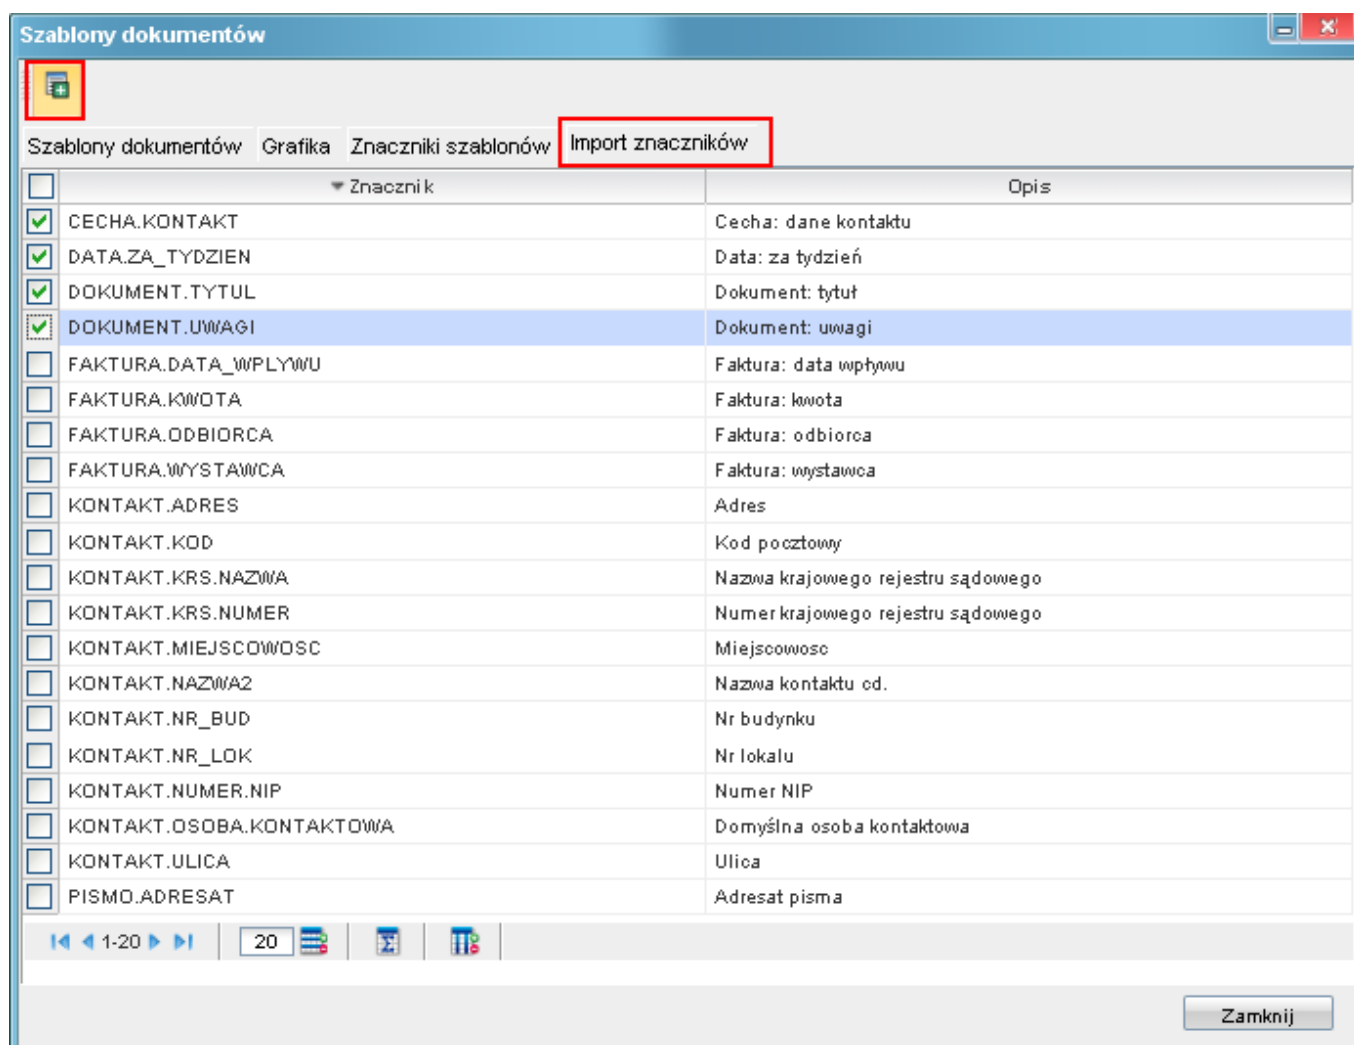 Szablony dokumentów
Szablony dokumentów Grafika Znaczniki szablonów Import znaczników
Znacznik Opis
CECHA.KONTAKT Cecha: dane kontaktu
DATA.ZA_TYDZIEN Data: za tydzień
DOKUMENT.TYTUL Dokument: tytuł
DOKUMENT.UWAGI Dokument: uwagi
FAKTURA.DATA_WPLYWU Faktura: data wpływu
FAKTURA.KWOTA Faktura: kwota
FAKTURA.ODBIORCA Faktura: odbiorca
FAKTURA.WYSTAWCA Faktura: wystawca
KONTAKT.ADRES Adres
KONTAKT.KOD Kod pocztowy
KONTAKT.KRS.NAZWA Nazwa krajowego rejestru sądowego
KONTAKT.KRS.NUMER Numer krajowego rejestru sądowego
KONTAKT.MIEJSCOWOSC Miejscowosc
KONTAKT.NAZWA2 Nazwa kontaktu cd.
KONTAKT.NR_BUD Nr budynku
KONTAKT.NR_LOK Nr lokalu
KONTAKT.NUMER.NIP Numer NIP
KONTAKT.OSOBA.KONTAKTOWA Domyślna osoba kontaktowa
KONTAKT.ULICA Ulica
PISMO.ADRESAT Adresat pisma
1-20 20
Zamknij